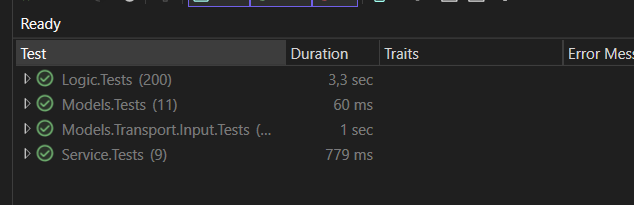 Ready
Test Duration Traits Error Mess
Logic.Tests (200) 3,3 sec
Models.Tests (11) 60 ms
Models.Transport.Input.Tests (... 1 sec
Service.Tests (9) 779 ms